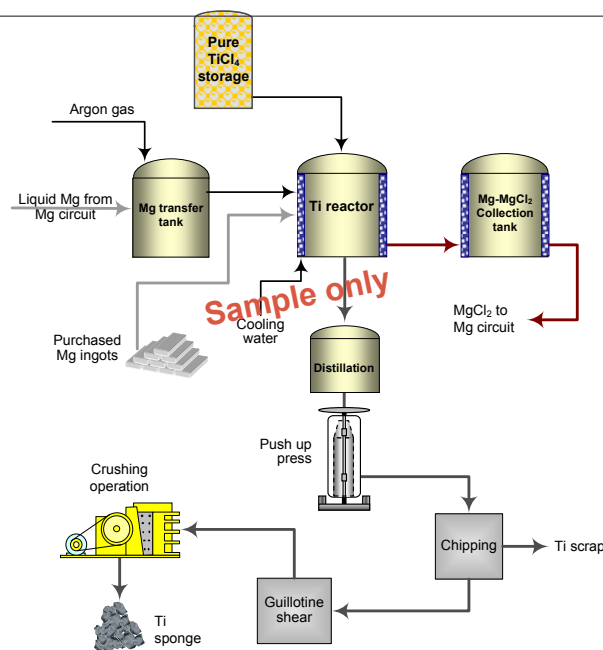 Pure
TiCl₄
storage
Argon gas
Liquid Mg from
Mg circuit
Mg transfer
tank
Ti reactor
Mg-MgCl₂
Collection
tank
Sample only
Cooling
water
MgCl₂ to
Mg circuit
Purchased
Mg ingots
Distillation
Push up
press
Crushing
operation
Chipping
Ti scrap
Guillotine
shear
Ti
sponge